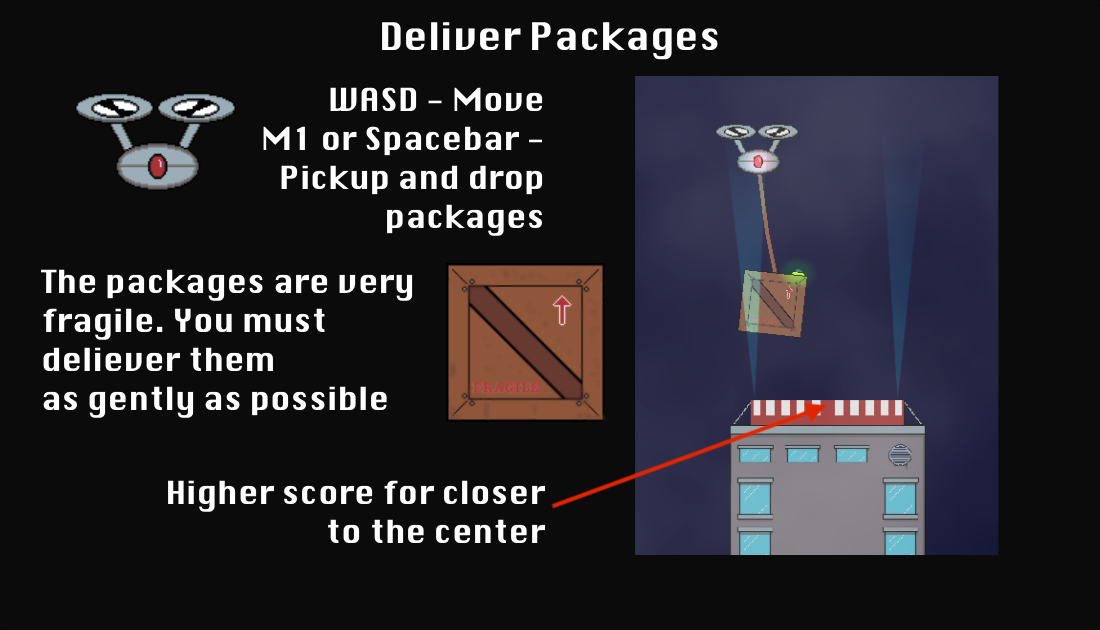 Deliver Packages
WASD - Move
M1 or Spacebar -
Pickup and drop
packages
The packages are very
fragile. You must
deliever them
as gently as possible
FRAGILE
Higher score for closer
to the center